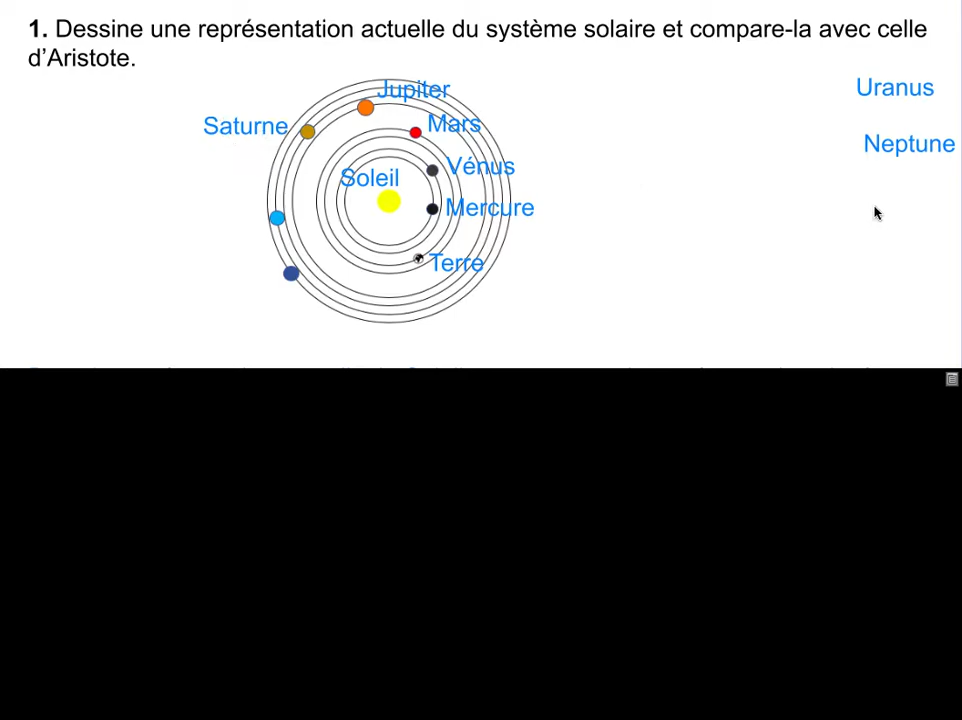 1. Dessine une représentation actuelle du système solaire et compare-la avec celle
d'Aristote.
Jupiter
Uranus
Saturne
Mars
Neptune
Vénus
Soleil
Mercure
Terre